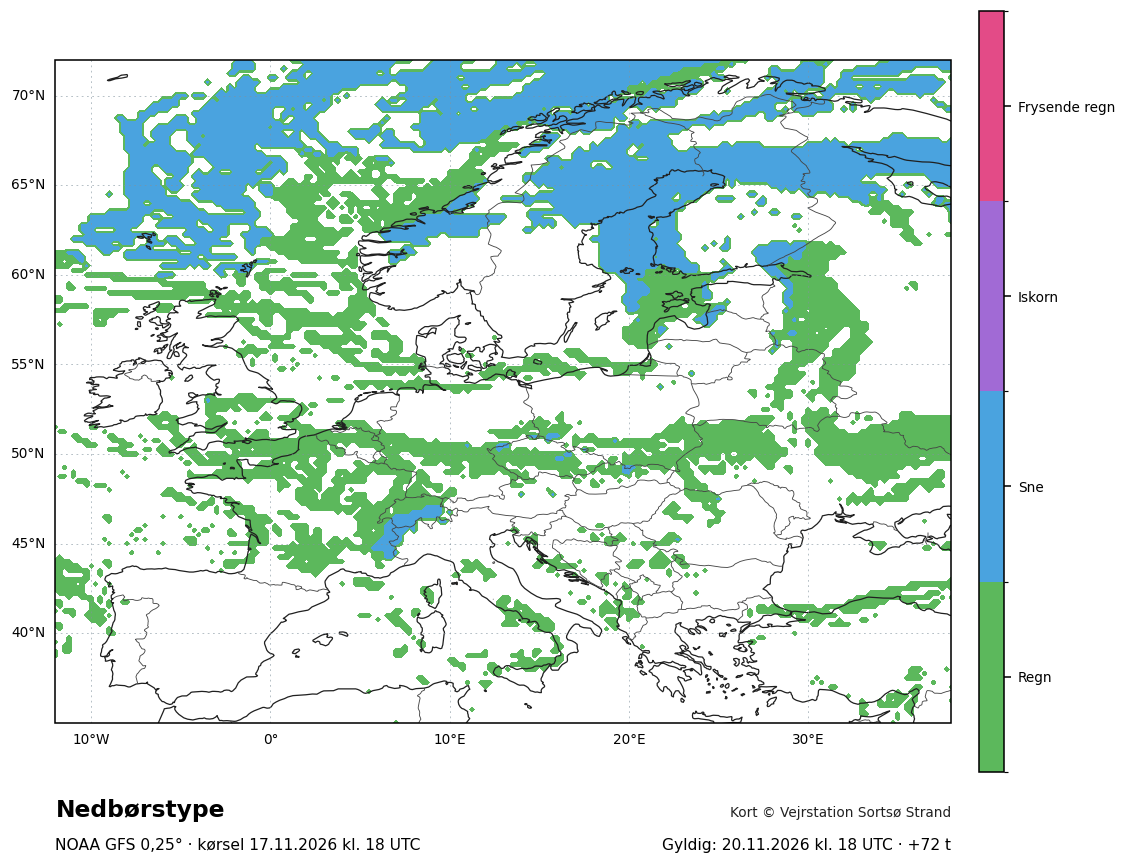 70°N
65°N
60°N
55°N
50°N
45°N
40°N
10°W
0°
10°E
20°E
30°E
Frysende regn
Iskorn
Sne
Regn
Nedbørstype
Kort © Vejrstation Sortsø Strand
NOAA GFS 0,25° · kørsel 17.11.2026 kl. 18 UTC
Gyldig: 20.11.2026 kl. 18 UTC · +72 t